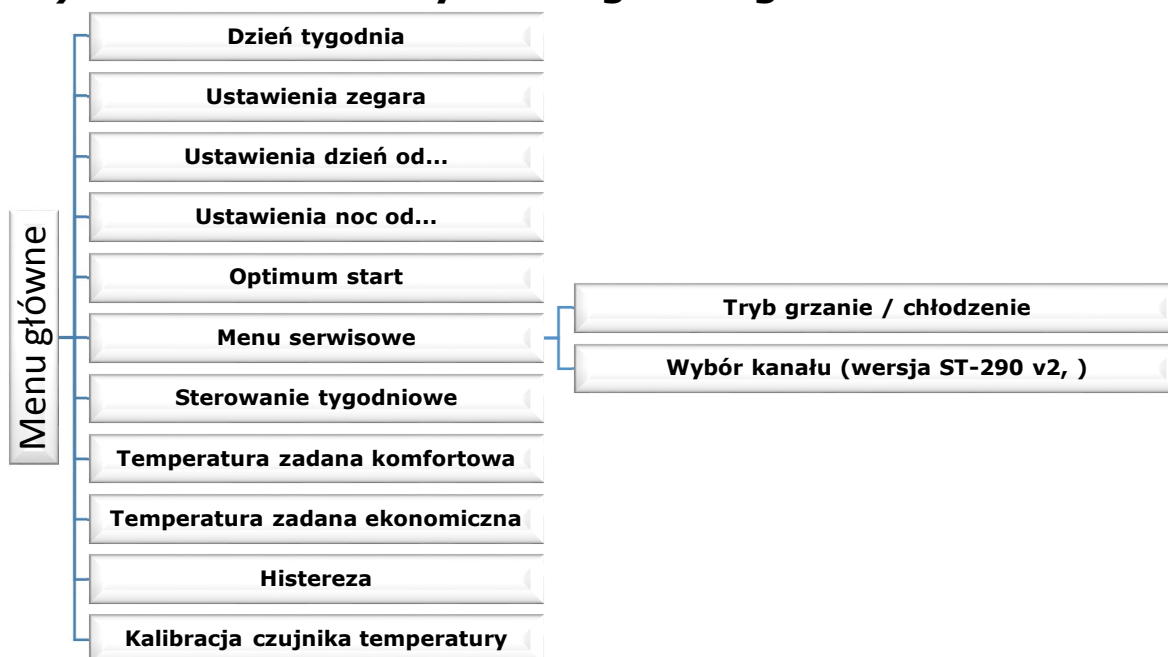 Menu główne
Dzień tygodnia
Ustawienia zegara
Ustawienia dzień od...
Ustawienia noc od...
Optimum start
Menu serwisowe
Tryb grzanie / chłodzenie
Wybór kanału (wersja ST-290 v2, )
Sterowanie tygodniowe
Temperatura zadana komfortowa
Temperatura zadana ekonomiczna
Histereza
Kalibracja czujnika temperatury